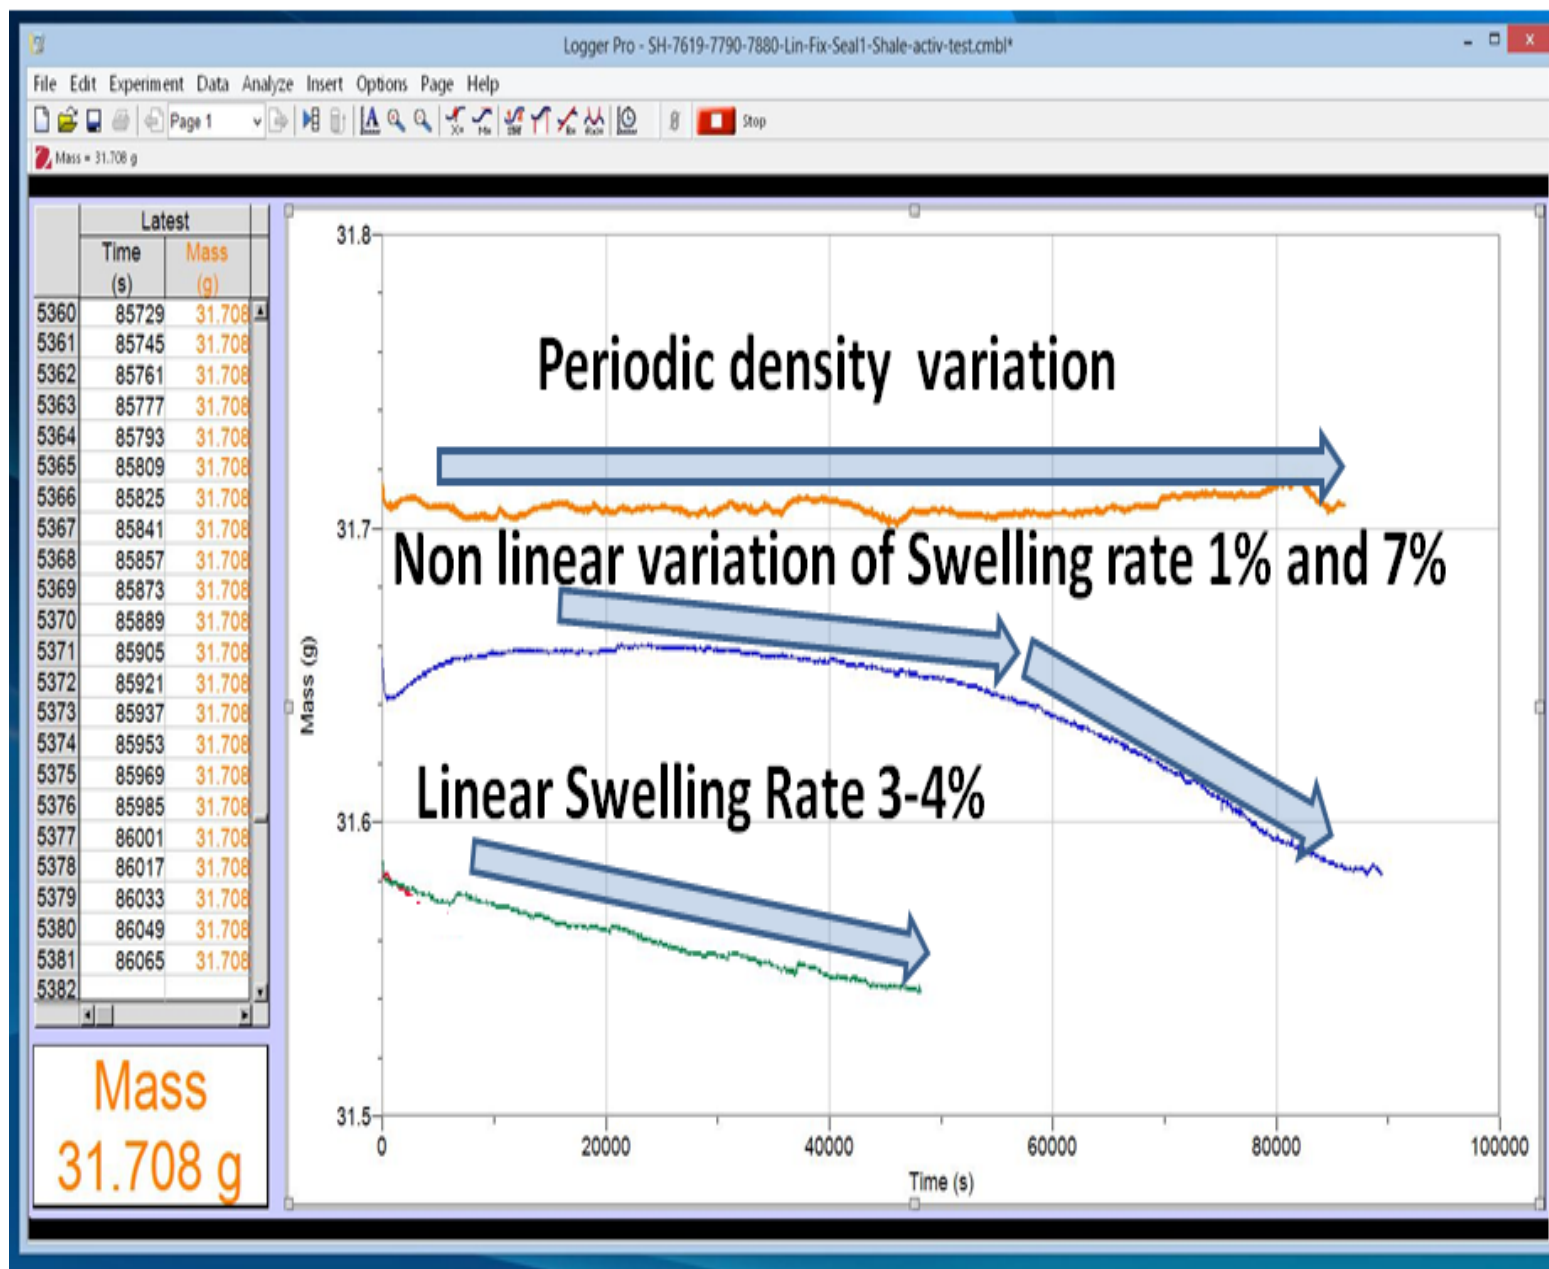 Logger Pro - SH-7619-7790-7880-Lin-Fix-Seal1-Shale-activ-test.cmbl*
File Edit Experiment Data Analyze Insert Options Page Help
Page 1
Stop
Mass = 31.708 g
Latest
Time Mass
(s) (g)
5360 85729 31.708
5361 85745 31.708
5362 85761 31.708
5363 85777 31.708
5364 85793 31.708
5365 85809 31.708
5366 85825 31.708
5367 85841 31.708
5368 85857 31.708
5369 85873 31.708
5370 85889 31.708
5371 85905 31.708
5372 85921 31.708
5373 85937 31.708
5374 85953 31.708
5375 85969 31.708
5376 85985 31.708
5377 86001 31.708
5378 86017 31.708
5379 86033 31.708
5380 86049 31.708
5381 86065 31.708
5382
Mass
31.708 g
31.8
Periodic density variation
31.7
Non linear variation of Swelling rate 1% and 7%
Mass (g)
Linear Swelling Rate 3-4%
31.6
31.5
0 20000 40000 60000 80000 100000
Time (s)